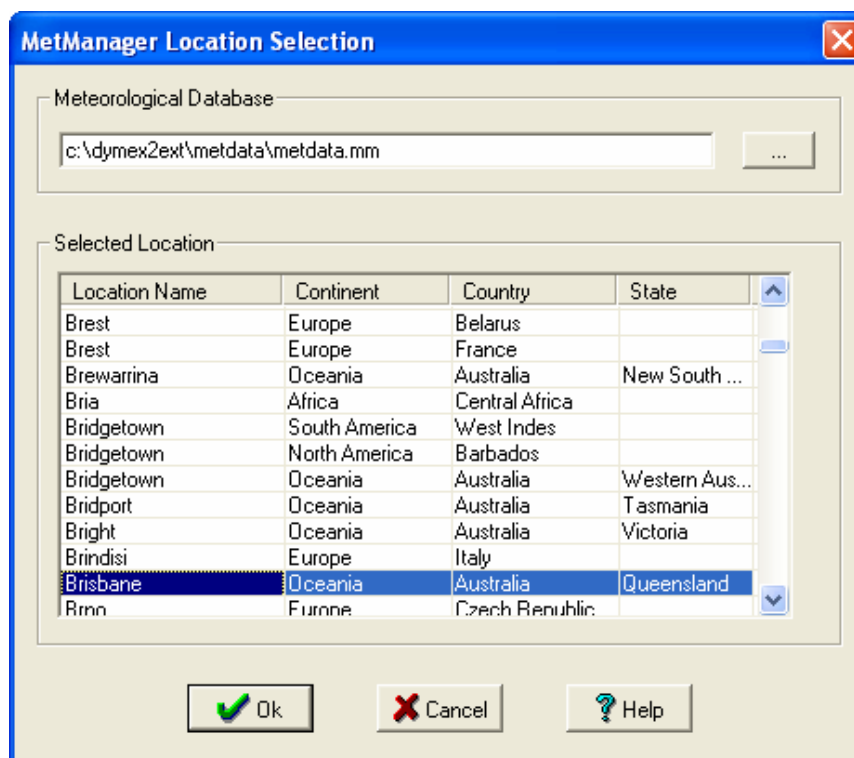 MetManager Location Selection
Meteorological Database
c:\dymex2ext\metdata\metdata.mm ...
Selected Location
Location Name Continent Country State
Brest Europe Belarus
Brest Europe France
Brewarrina Oceania Australia New South ...
Bria Africa Central Africa
Bridgetown South America West Indes
Bridgetown North America Barbados
Bridgetown Oceania Australia Western Aus...
Bridport Oceania Australia Tasmania
Bright Oceania Australia Victoria
Brindisi Europe Italy
Brisbane Oceania Australia Queensland
Brno Europe Czech Republic
Ok Cancel Help